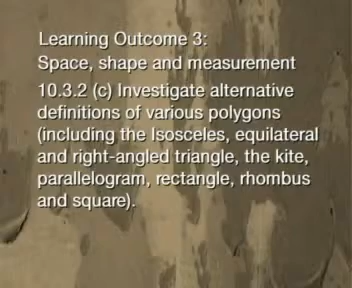 Learning Outcome 3:
Space, shape and measurement
10.3.2 (c) Investigate alternative
definitions of various polygons
(including the Isosceles, equilateral
and right-angled triangle, the kite,
parallelogram, rectangle, rhombus
and square).